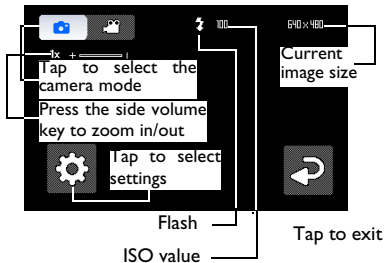 100
640×480
1x +
Tap to select the
camera mode
Current
image size
Press the side volume
key to zoom in/out
Tap to select
settings
Flash
Tap to exit
ISO value